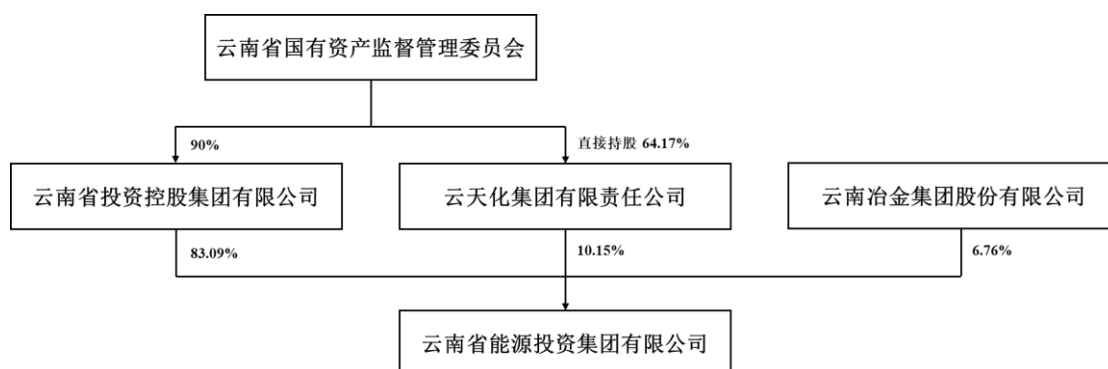 云南省国有资产监督管理委员会
90%
直接持股 64.17%
云南省投资控股集团有限公司
云天化集团有限责任公司
云南冶金集团股份有限公司
83.09%
10.15%
6.76%
云南省能源投资集团有限公司